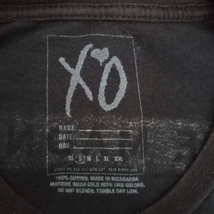 XO
NAME:
DATE:
XS S M L XL XXL
100% COTTON. MADE IN NICARAGUA
MACHINE WASH COLD WITH LIKE COLORS.
DO NOT BLEACH. TUMBLE DRY LOW.